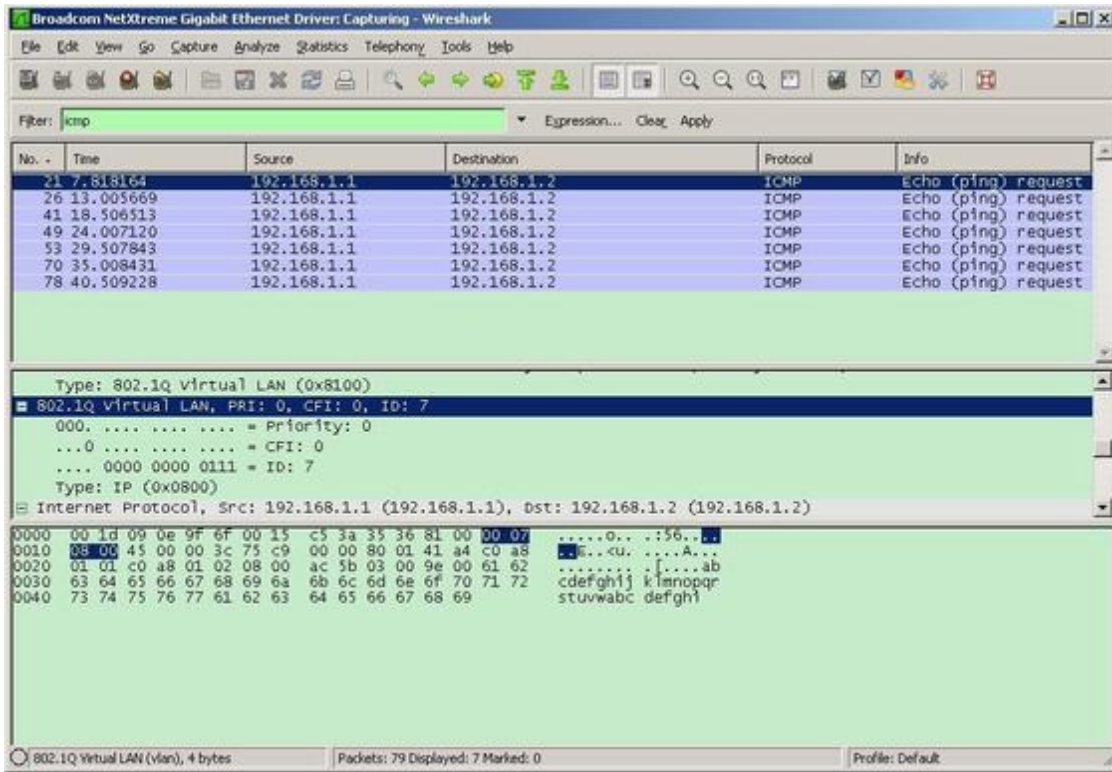 Broadcom NetXtreme Gigabit Ethernet Driver: Capturing - Wireshark
File Edit View Go Capture Analyze Statistics Telephony Tools Help
Filter: icmp Expression... Clear Apply
No. - Time Source Destination Protocol Info
21 7.818164 192.168.1.1 192.168.1.2 ICMP Echo (ping) request
26 13.005669 192.168.1.1 192.168.1.2 ICMP Echo (ping) request
41 18.506513 192.168.1.1 192.168.1.2 ICMP Echo (ping) request
49 24.007120 192.168.1.1 192.168.1.2 ICMP Echo (ping) request
53 29.507843 192.168.1.1 192.168.1.2 ICMP Echo (ping) request
70 35.008431 192.168.1.1 192.168.1.2 ICMP Echo (ping) request
78 40.509228 192.168.1.1 192.168.1.2 ICMP Echo (ping) request
Type: 802.1Q Virtual LAN (0x8100)
802.1Q Virtual LAN, PRI: 0, CFI: 0, ID: 7
000. .... .... .... = Priority: 0
...0 .... .... .... = CFI: 0
.... 0000 0000 0111 = ID: 7
Type: IP (0x0800)
Internet Protocol, Src: 192.168.1.1 (192.168.1.1), Dst: 192.168.1.2 (192.168.1.2)
0000 00 1d 09 0e 9f 6f 00 15 c5 3a 35 36 81 00 00 07 .....o.. .:56....
0010 08 00 45 00 00 3c 75 c9 00 00 80 01 41 a4 c0 a8 ..E..<u. ....A...
0020 01 01 c0 a8 01 02 08 00 ac 5b 03 00 9e 00 61 62 ........ .[....ab
0030 63 64 65 66 67 68 69 6a 6b 6c 6d 6e 6f 70 71 72 cdefghij klmnopqr
0040 73 74 75 76 77 61 62 63 64 65 66 67 68 69 stuvwabc defghi
802.1Q Virtual LAN (vlan), 4 bytes Packets: 79 Displayed: 7 Marked: 0 Profile: Default